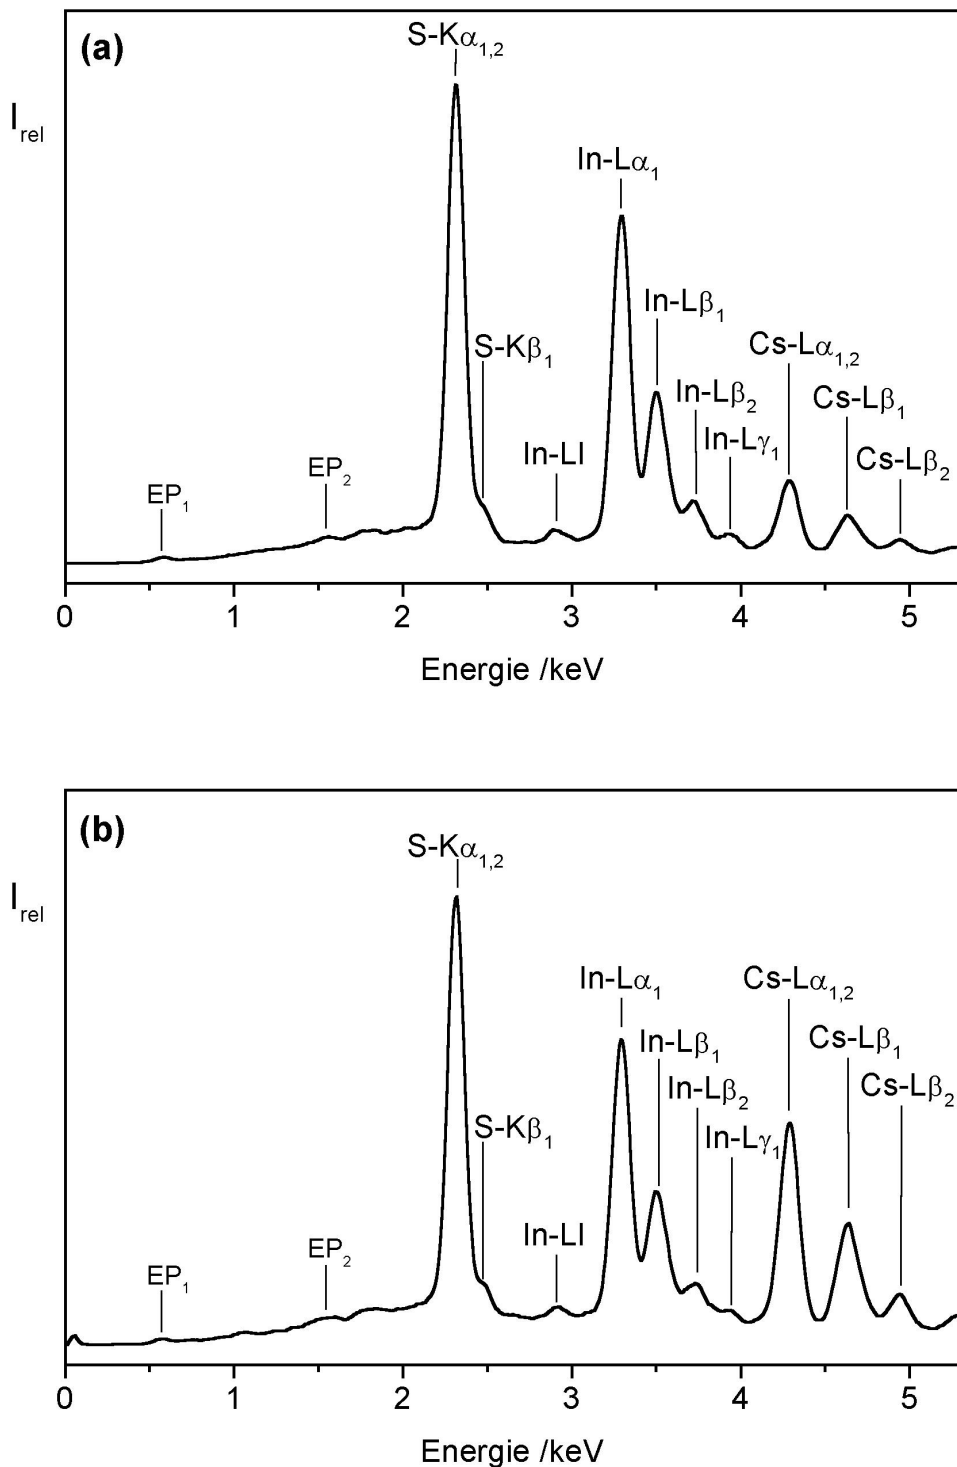 (a)
I_rel
S-Kα1,2
In-Lα1
In-Lβ1
S-Kβ1
Cs-Lα1,2
In-Lβ2
Cs-Lβ1
In-Lγ1
In-Ll
Cs-Lβ2
EP2
EP1
0 1 2 3 4 5
Energie /keV
(b)
S-Kα1,2
I_rel
In-Lα1
Cs-Lα1,2
In-Lβ1
Cs-Lβ1
In-Lβ2
Cs-Lβ2
S-Kβ1
In-Lγ1
In-Ll
EP2
EP1
0 1 2 3 4 5
Energie /keV